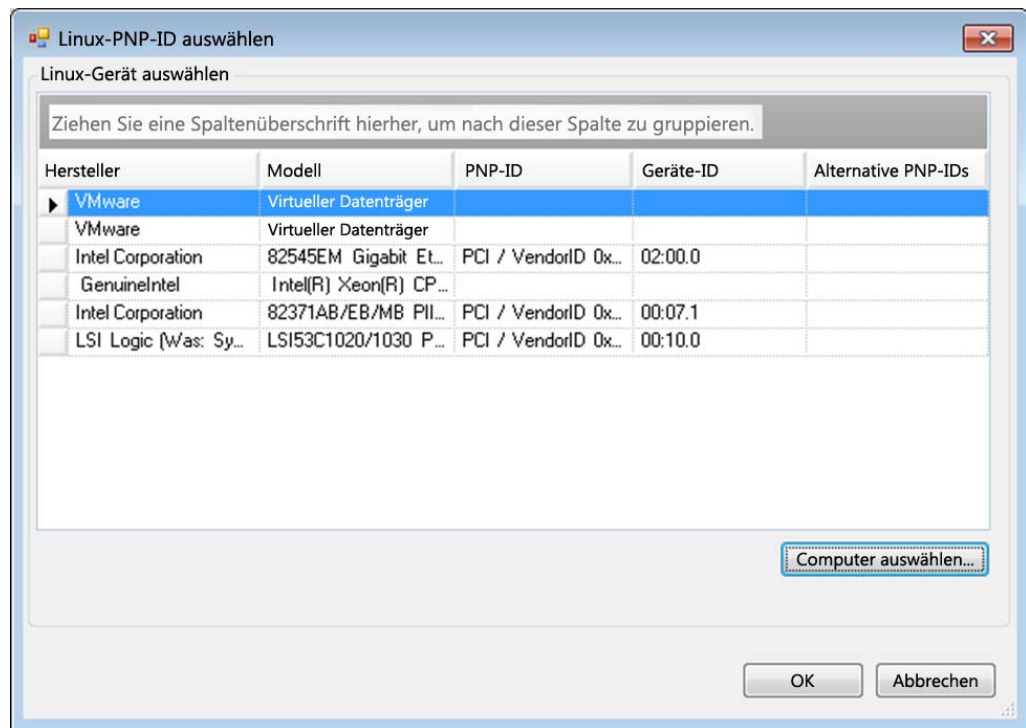 Linux-PNP-ID auswählen
Linux-Gerät auswählen
Ziehen Sie eine Spaltenüberschrift hierher, um nach dieser Spalte zu gruppieren.
Hersteller Modell PNP-ID Geräte-ID Alternative PNP-IDs
VMware Virtueller Datenträger
VMware Virtueller Datenträger
Intel Corporation 82545EM Gigabit Et... PCI / VendorID 0x... 02:00.0
GenuineIntel Intel(R) Xeon(R) CP...
Intel Corporation 82371AB/EB/MB PII... PCI / VendorID 0x... 00:07.1
LSI Logic (Was: Sy... LSI53C1020/1030 P... PCI / VendorID 0x... 00:10.0
Computer auswählen...
OK Abbrechen